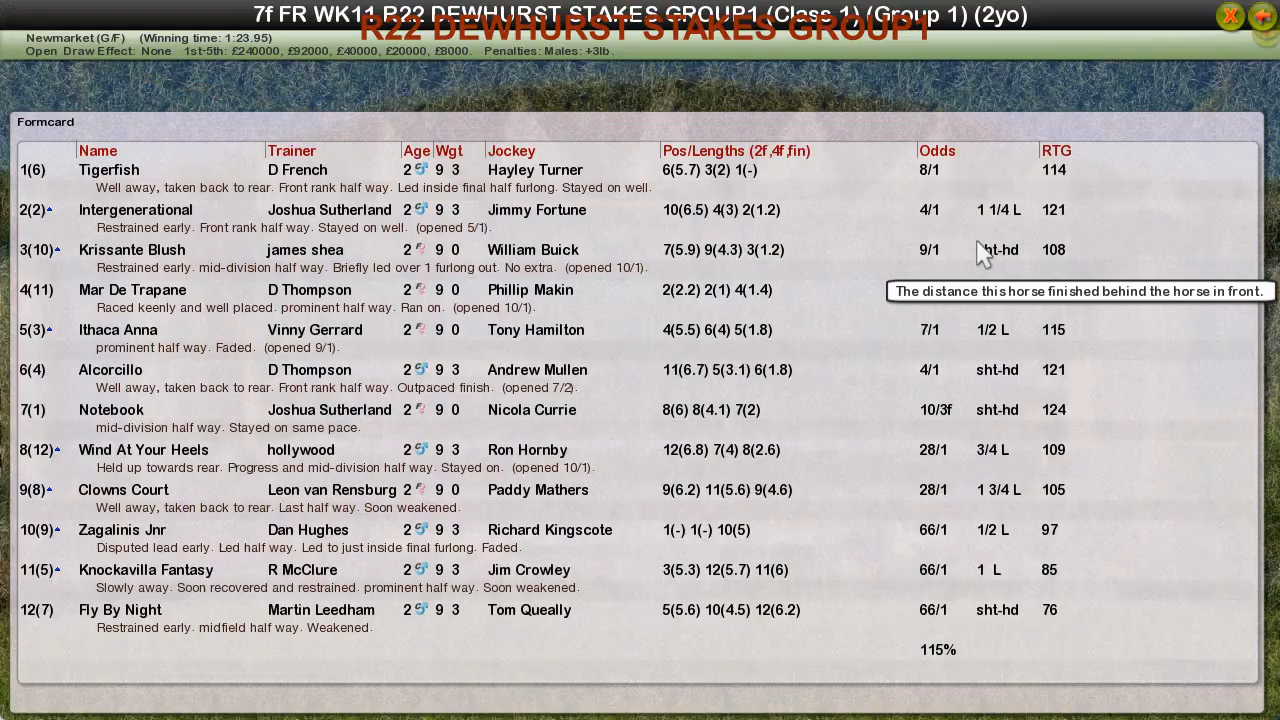 7f FR WK11 R22 DEWHURST STAKES GROUP1 (Class 1) (Group 1) (2yo)
R22 DEWHURST STAKES GROUP1
Newmarket (G/F) (Winning time: 1:23.95)
Open Draw Effect: None 1st-5th: £240000, £92000, £40000, £20000, £8000. Penalties: Males: +3lb.
Formcard
Name Trainer Age Wgt Jockey Pos/Lengths (2f,4f,fin) Odds RTG
1(6) Tigerfish D French 2 9 3 Hayley Turner 6(5.7) 3(2) 1(-) 8/1 114
Well away, taken back to rear. Front rank half way. Led inside final half furlong. Stayed on well.
2(2) Intergenerational Joshua Sutherland 2 9 3 Jimmy Fortune 10(6.5) 4(3) 2(1.2) 4/1 1 1/4 L 121
Restrained early. Front rank half way. Stayed on well. (opened 5/1).
3(10) Krissante Blush james shea 2 9 0 William Buick 7(5.9) 9(4.3) 3(1.2) 9/1 sht-hd 108
Restrained early. mid-division half way. Briefly led over 1 furlong out. No extra. (opened 10/1).
4(11) Mar De Trapane D Thompson 2 9 0 Phillip Makin 2(2.2) 2(1) 4(1.4)
The distance this horse finished behind the horse in front.
Raced keenly and well placed. prominent half way. Ran on. (opened 10/1).
5(3) Ithaca Anna Vinny Gerrard 2 9 0 Tony Hamilton 4(5.5) 6(4) 5(1.8) 7/1 1/2 L 115
prominent half way. Faded. (opened 9/1).
6(4) Alcorcillo D Thompson 2 9 3 Andrew Mullen 11(6.7) 5(3.1) 6(1.8) 4/1 sht-hd 121
Well away, taken back to rear. Front rank half way. Outpaced finish. (opened 7/2).
7(1) Notebook Joshua Sutherland 2 9 0 Nicola Currie 8(6) 8(4.1) 7(2) 10/3f sht-hd 124
mid-division half way. Stayed on same pace.
8(12) Wind At Your Heels hollywood 2 9 3 Ron Hornby 12(6.8) 7(4) 8(2.6) 28/1 3/4 L 109
Held up towards rear. Progress and mid-division half way. Stayed on. (opened 10/1).
9(8) Clowns Court Leon van Rensburg 2 9 0 Paddy Mathers 9(6.2) 11(5.6) 9(4.6) 28/1 1 3/4 L 105
Well away, taken back to rear. Last half way. Soon weakened.
10(9) Zagalinis Jnr Dan Hughes 2 9 3 Richard Kingscote 1(-) 1(-) 10(5) 66/1 1/2 L 97
Disputed lead early. Led half way. Led to just inside final furlong. Faded.
11(5) Knockavilla Fantasy R McClure 2 9 3 Jim Crowley 3(5.3) 12(5.7) 11(6) 66/1 1 L 85
Slowly away. Soon recovered and restrained. prominent half way. Soon weakened.
12(7) Fly By Night Martin Leedham 2 9 3 Tom Queally 5(5.6) 10(4.5) 12(6.2) 66/1 sht-hd 76
Restrained early. midfield half way. Weakened.
115%